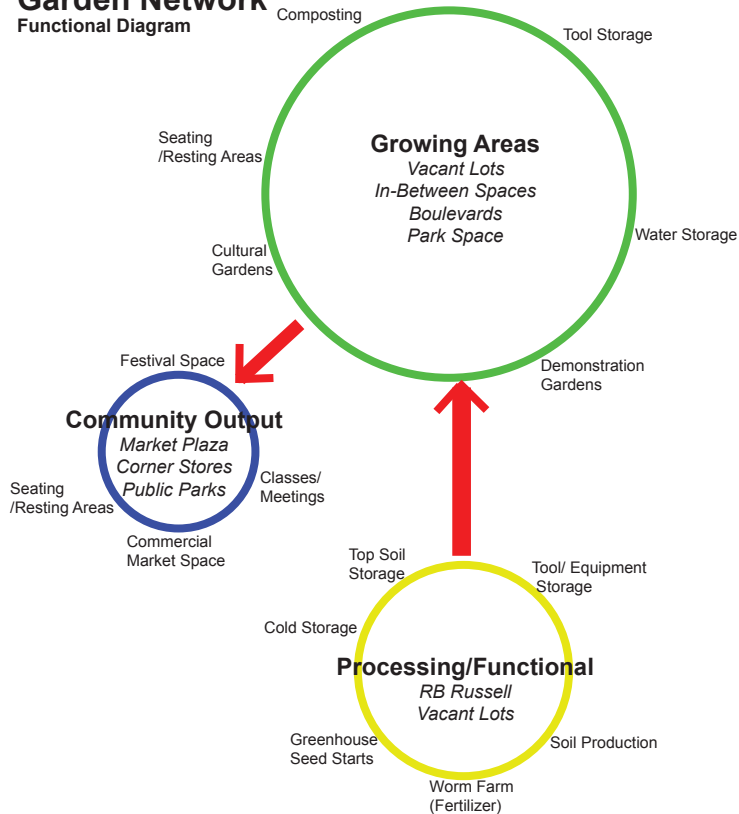 Garden Network
Functional Diagram
Composting
Tool Storage
Seating
/Resting Areas
Growing Areas
Vacant Lots
In-Between Spaces
Boulevards
Park Space
Water Storage
Cultural
Gardens
Demonstration
Gardens
Festival Space
Community Output
Market Plaza
Corner Stores
Public Parks
Seating
/Resting Areas
Classes/
Meetings
Commercial
Market Space
Top Soil
Storage
Tool/ Equipment
Storage
Cold Storage
Processing/Functional
RB Russell
Vacant Lots
Greenhouse
Seed Starts
Soil Production
Worm Farm
(Fertilizer)